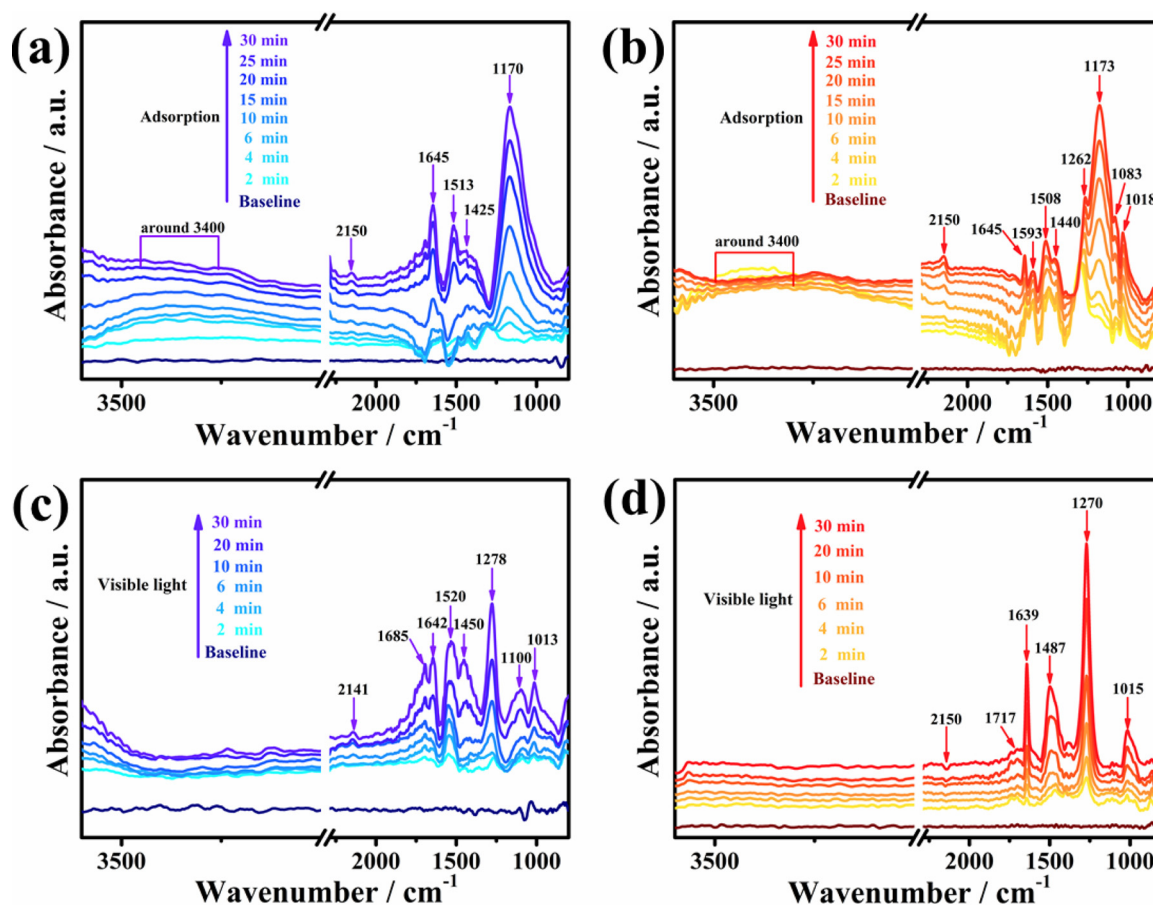 (a)
30 min
25 min
20 min
15 min
10 min
6 min
4 min
2 min
Baseline
Adsorption
1170
1645
1513
1425
2150
around 3400
Absorbance / a.u.
3500
2000
1500
1000
Wavenumber / cm-1
(b)
30 min
25 min
20 min
15 min
10 min
6 min
4 min
2 min
Baseline
Adsorption
1173
1262
1083
1018
1508
1440
1645
1593
2150
around 3400
Absorbance / a.u.
3500
2000
1500
1000
Wavenumber / cm-1
(c)
30 min
20 min
10 min
6 min
4 min
2 min
Baseline
Visible light
1278
1520
1642
1450
1685
1100
1013
2141
Absorbance / a.u.
3500
2000
1500
1000
Wavenumber / cm-1
(d)
30 min
20 min
10 min
6 min
4 min
2 min
Baseline
Visible light
1270
1639
1487
1015
1717
2150
Absorbance / a.u.
3500
2000
1500
1000
Wavenumber / cm-1